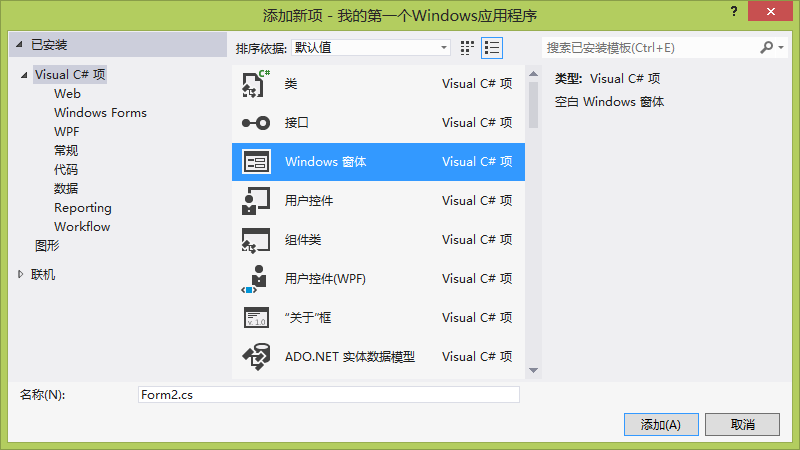 添加新项 - 我的第一个Windows应用程序
?
已安装
Visual C# 项
Web
Windows Forms
WPF
常规
代码
数据
Reporting
Workflow
图形
联机
排序依据: 默认值
C# 类 Visual C# 项
接口 Visual C# 项
Windows 窗体 Visual C# 项
用户控件 Visual C# 项
组件类 Visual C# 项
用户控件(WPF) Visual C# 项
v. 1.0 “关于”框 Visual C# 项
ADO.NET 实体数据模型 Visual C# 项
搜索已安装模板(Ctrl+E)
类型: Visual C# 项
空白 Windows 窗体
名称(N): Form2.cs
添加(A) 取消